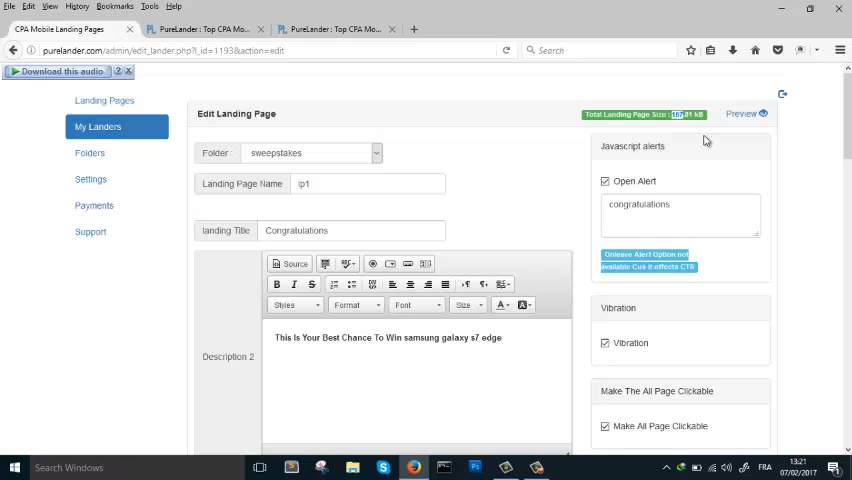 File Edit View History Bookmarks Tools Help
CPA Mobile Landing Pages
PureLander : Top CPA Mo...
PureLander : Top CPA Mo...
purelander.com/admin/edit_lander.php?l_id=1193&action=edit
Search
Download this audio ? X
Landing Pages
My Landers
Folders
Settings
Payments
Support
Edit Landing Page
Total Landing Page Size : 157.81 kB
Preview
Folder : sweepstakes
Landing Page Name lp1
landing Title Congratulations
Source
Styles Format Font Size
Description 2
This Is Your Best Chance To Win samsung galaxy s7 edge
Javascript alerts
Open Alert
congratulations
Onleave Alert Option not
available Cus it effects CTR
Vibration
Vibration
Make The All Page Clickable
Make All Page Clickable
Search Windows
FRA
13:21
07/02/2017